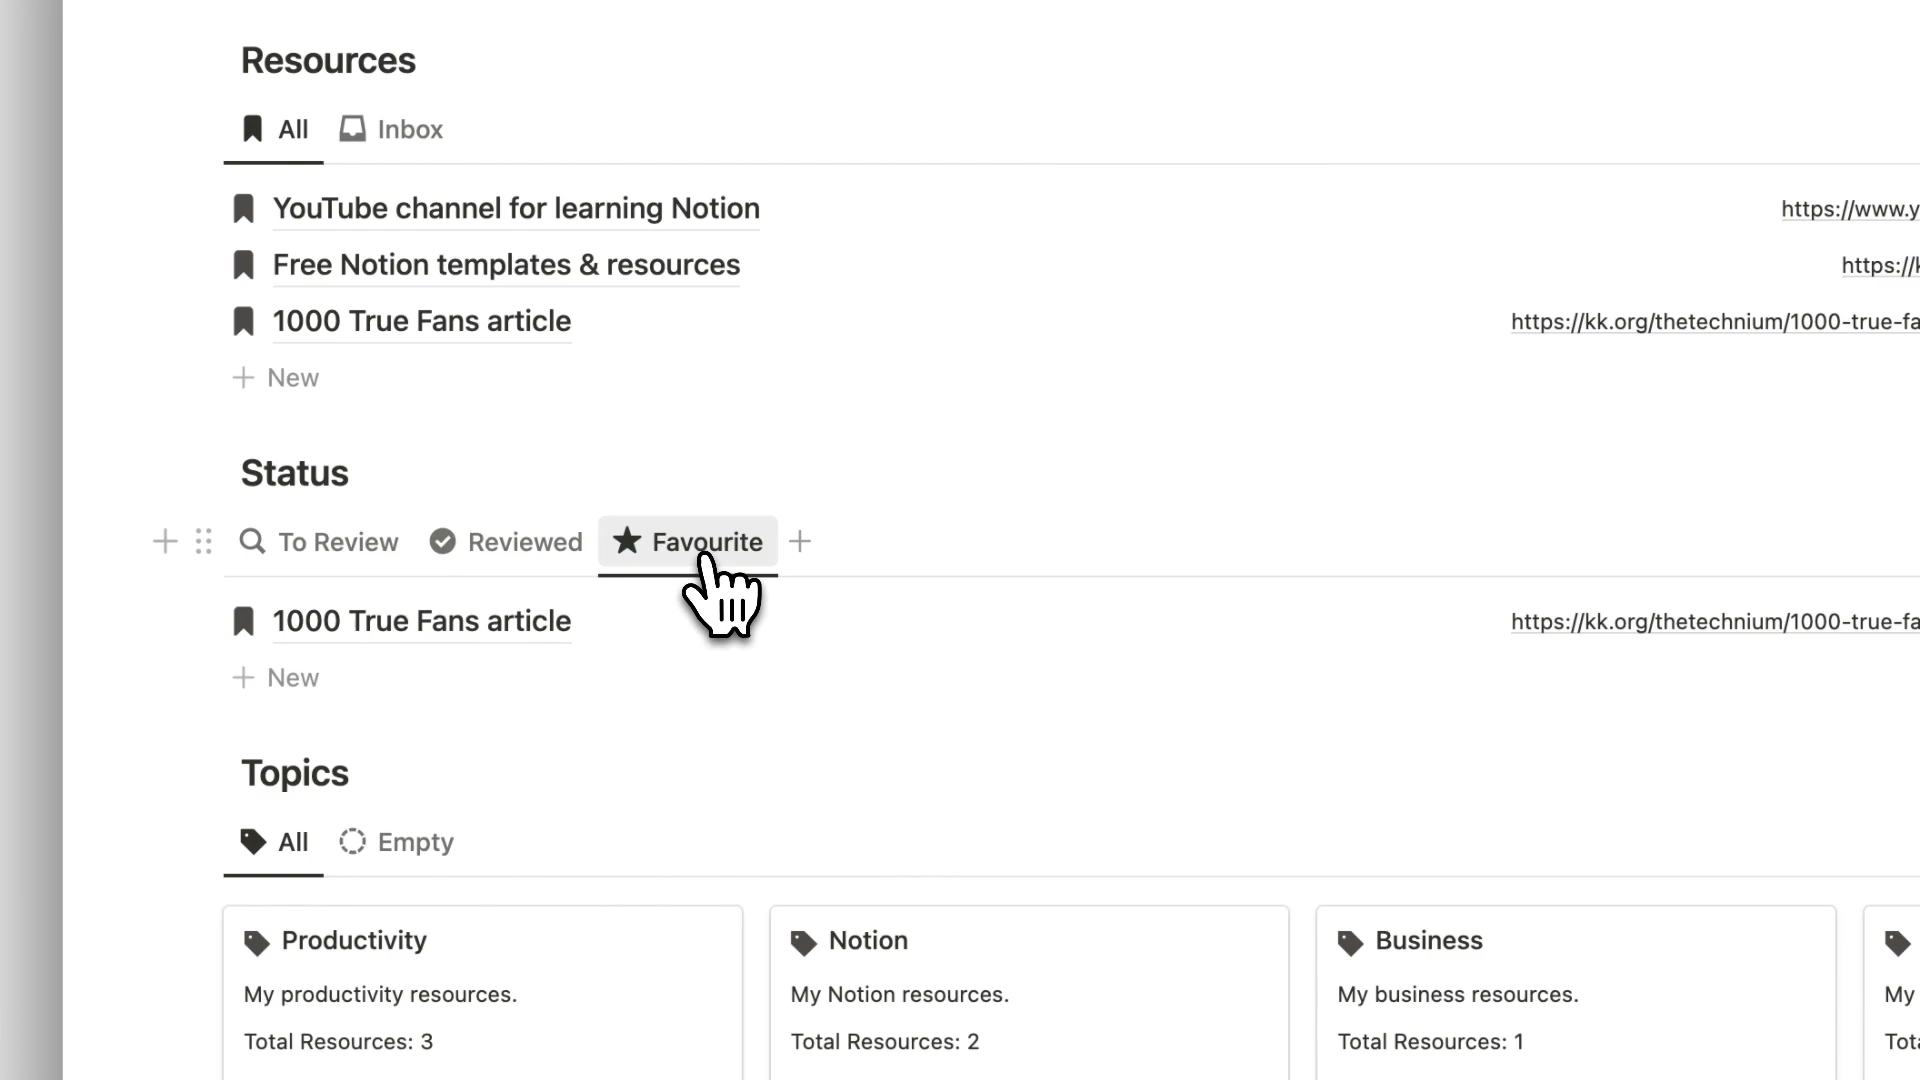 Resources
All Inbox
YouTube channel for learning Notion https://www.y
Free Notion templates & resources https://k
1000 True Fans article https://kk.org/thetechnium/1000-true-fa
New
Status
To Review Reviewed Favourite
1000 True Fans article https://kk.org/thetechnium/1000-true-fa
New
Topics
All Empty
Productivity Notion Business
My productivity resources. My Notion resources. My business resources. My
Total Resources: 3 Total Resources: 2 Total Resources: 1 Tota